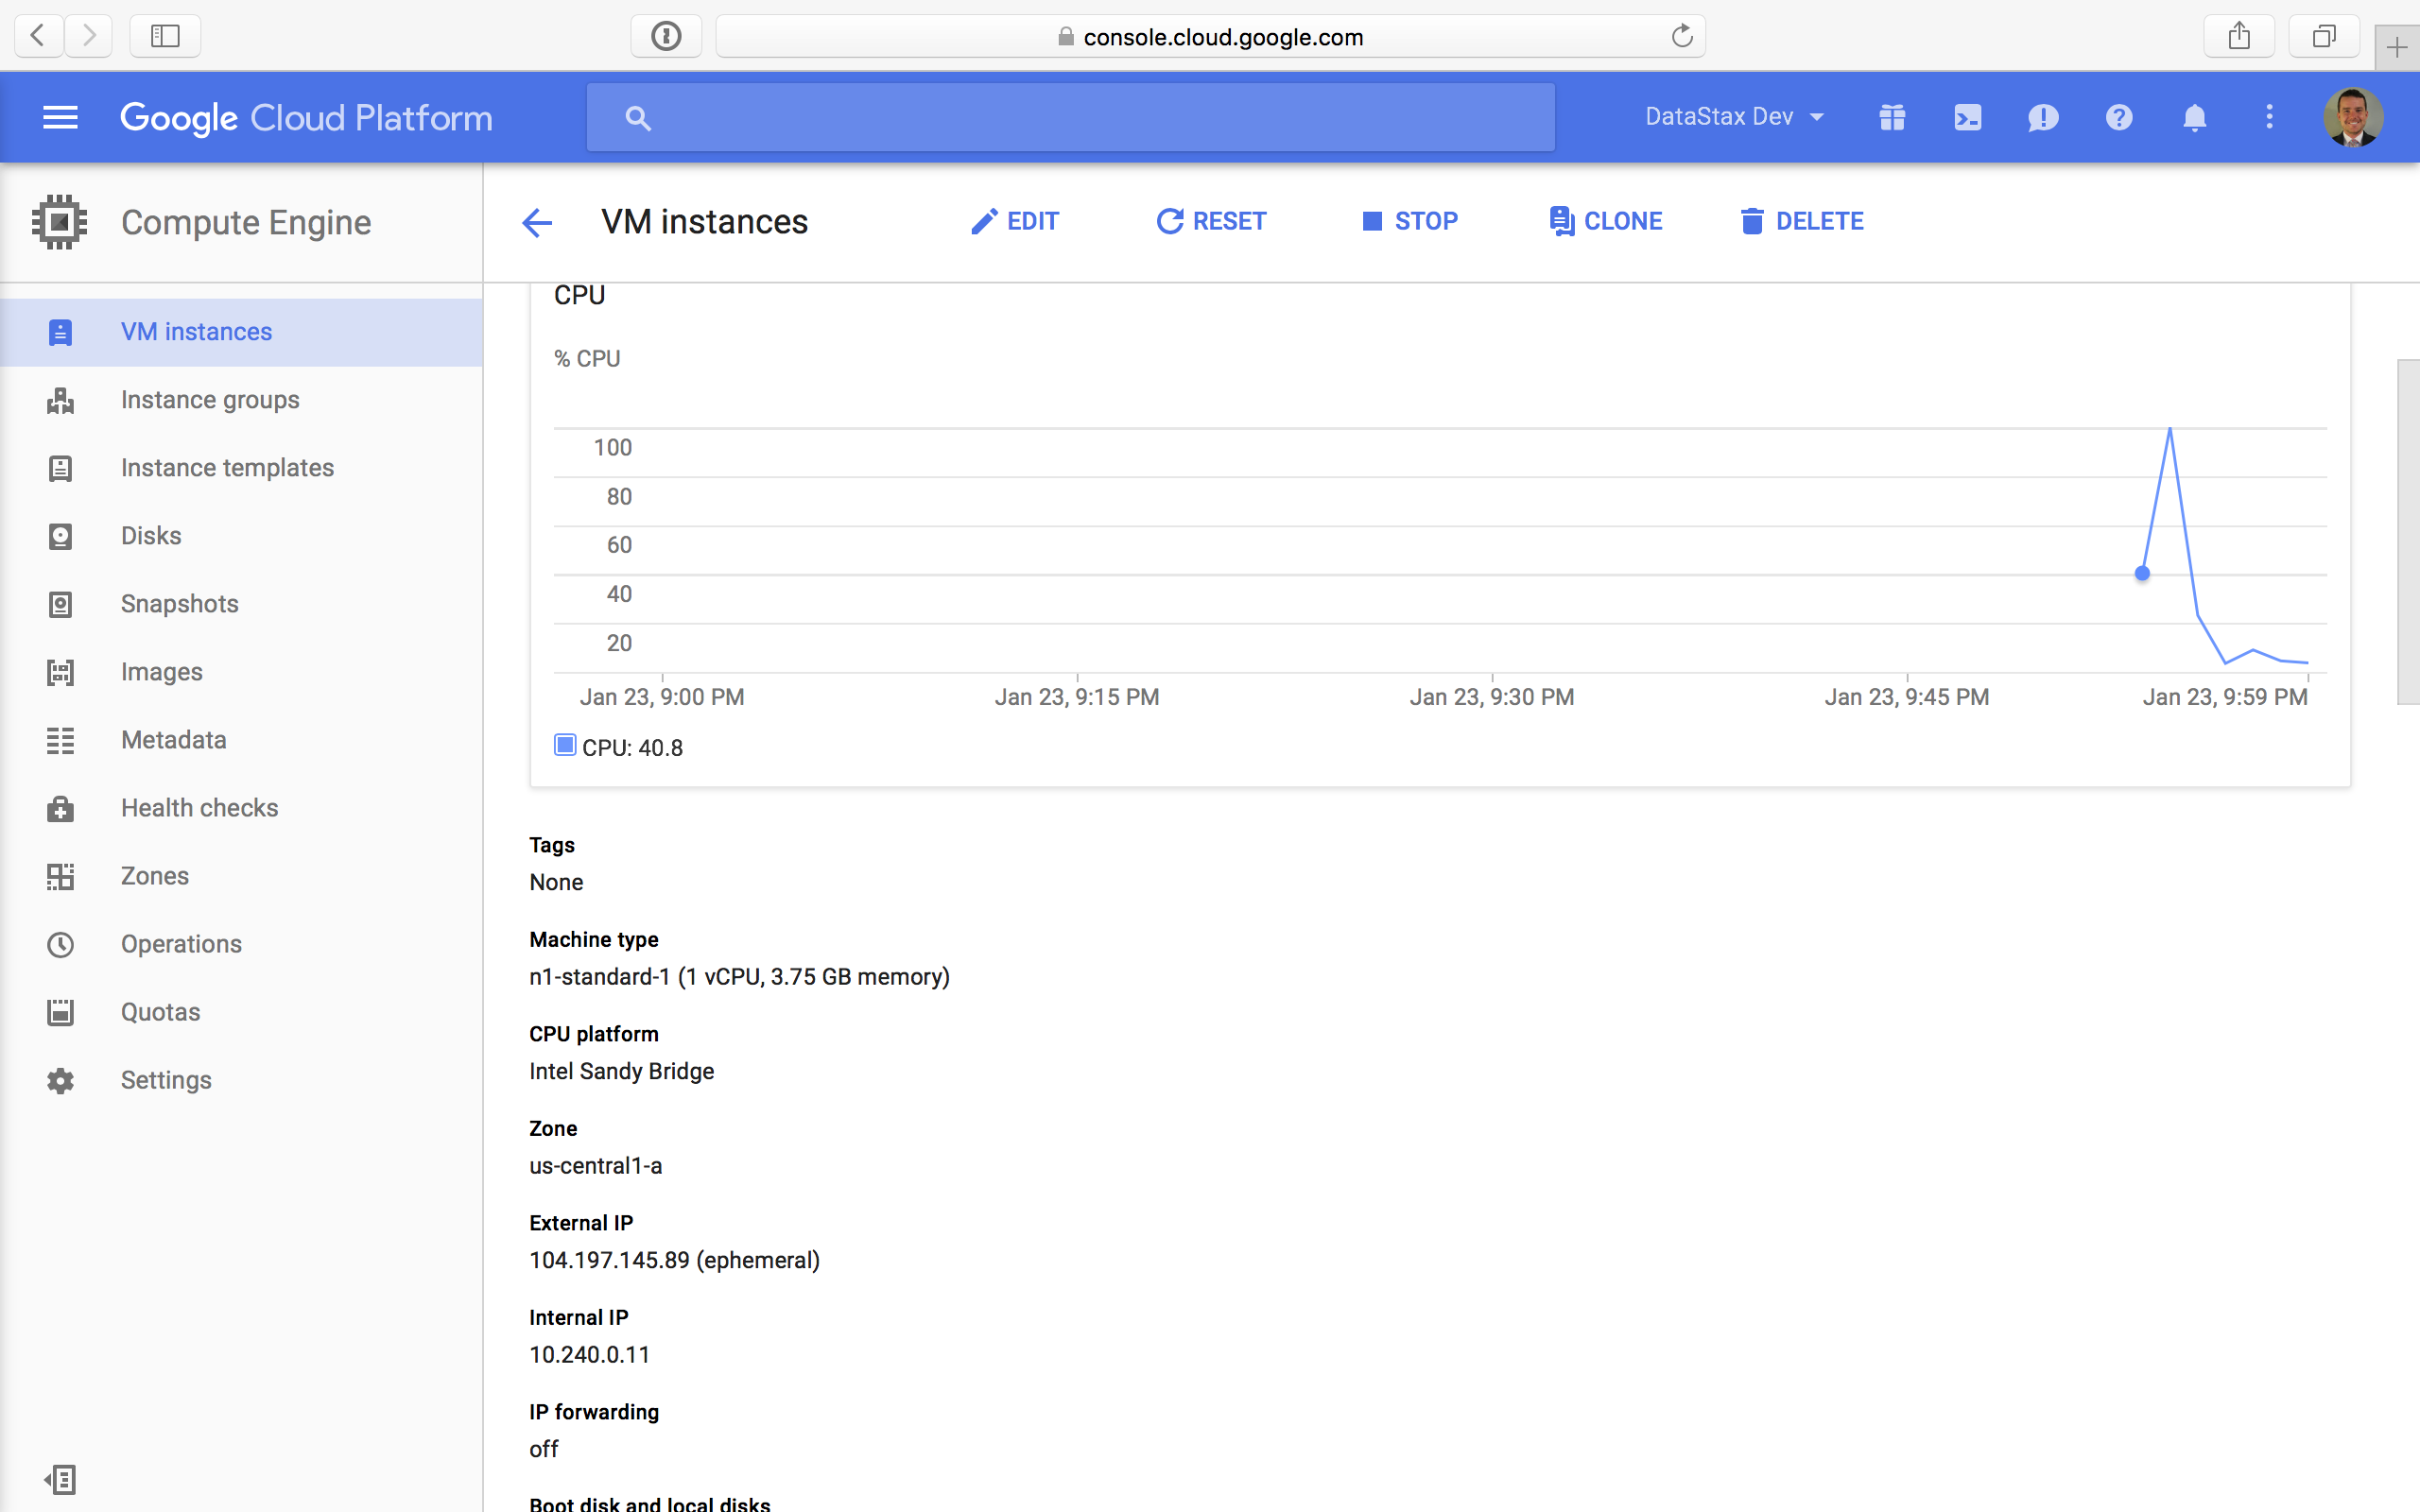 console.cloud.google.com
Google Cloud Platform
DataStax Dev
Compute Engine
VM instances
EDIT
RESET
STOP
CLONE
DELETE
VM instances
Instance groups
Instance templates
Disks
Snapshots
Images
Metadata
Health checks
Zones
Operations
Quotas
Settings
CPU
% CPU
100
80
60
40
20
Jan 23, 9:00 PM
Jan 23, 9:15 PM
Jan 23, 9:30 PM
Jan 23, 9:45 PM
Jan 23, 9:59 PM
CPU: 40.8
Tags
None
Machine type
n1-standard-1 (1 vCPU, 3.75 GB memory)
CPU platform
Intel Sandy Bridge
Zone
us-central1-a
External IP
104.197.145.89 (ephemeral)
Internal IP
10.240.0.11
IP forwarding
off
Boot disk and local disks